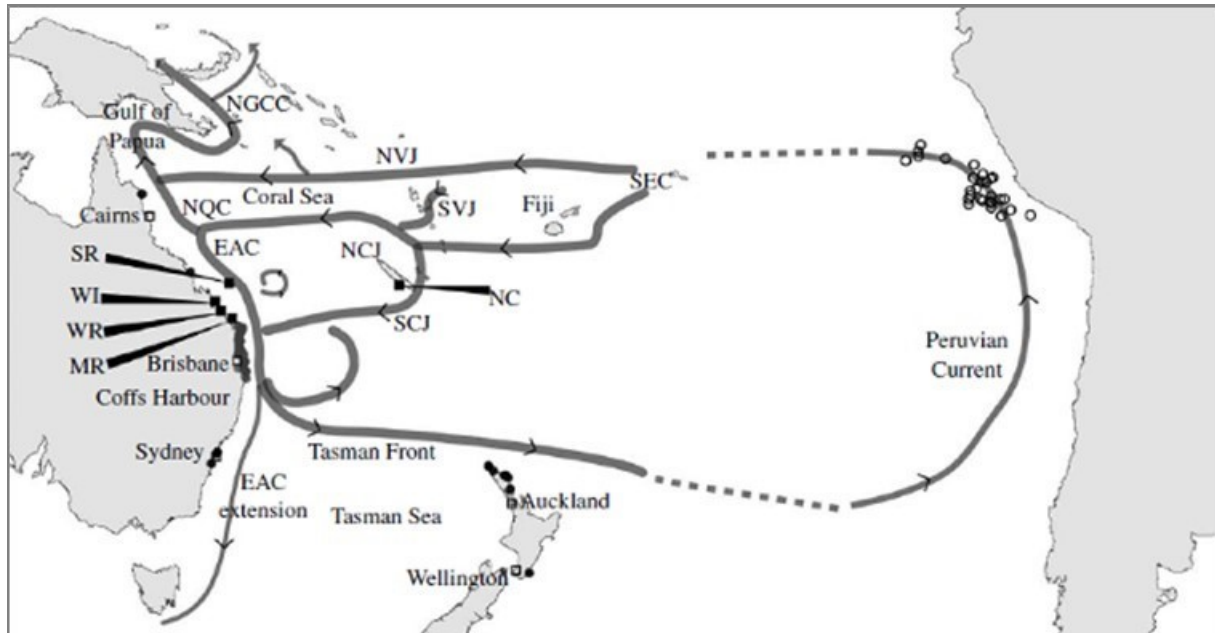 NGCC
Gulf of
Papua
NVJ
SEC
Coral Sea
Cairns
NQC
SVJ
Fiji
EAC
SR
NCJ
WI
NC
SCJ
WR
MR
Brisbane
Peruvian
Current
Coffs Harbour
Sydney
Tasman Front
EAC
extension
Auckland
Tasman Sea
Wellington